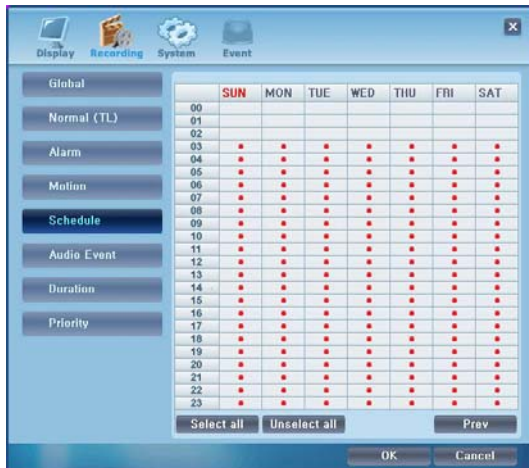 Display Recording System Event
Global
Normal (TL)
Alarm
Motion
Schedule
Audio Event
Duration
Priority
SUN MON TUE WED THU FRI SAT
00
01
02
03
04
05
06
07
08
09
10
11
12
13
14
15
16
17
18
19
20
21
22
23
Select all Unselect all Prev
OK Cancel